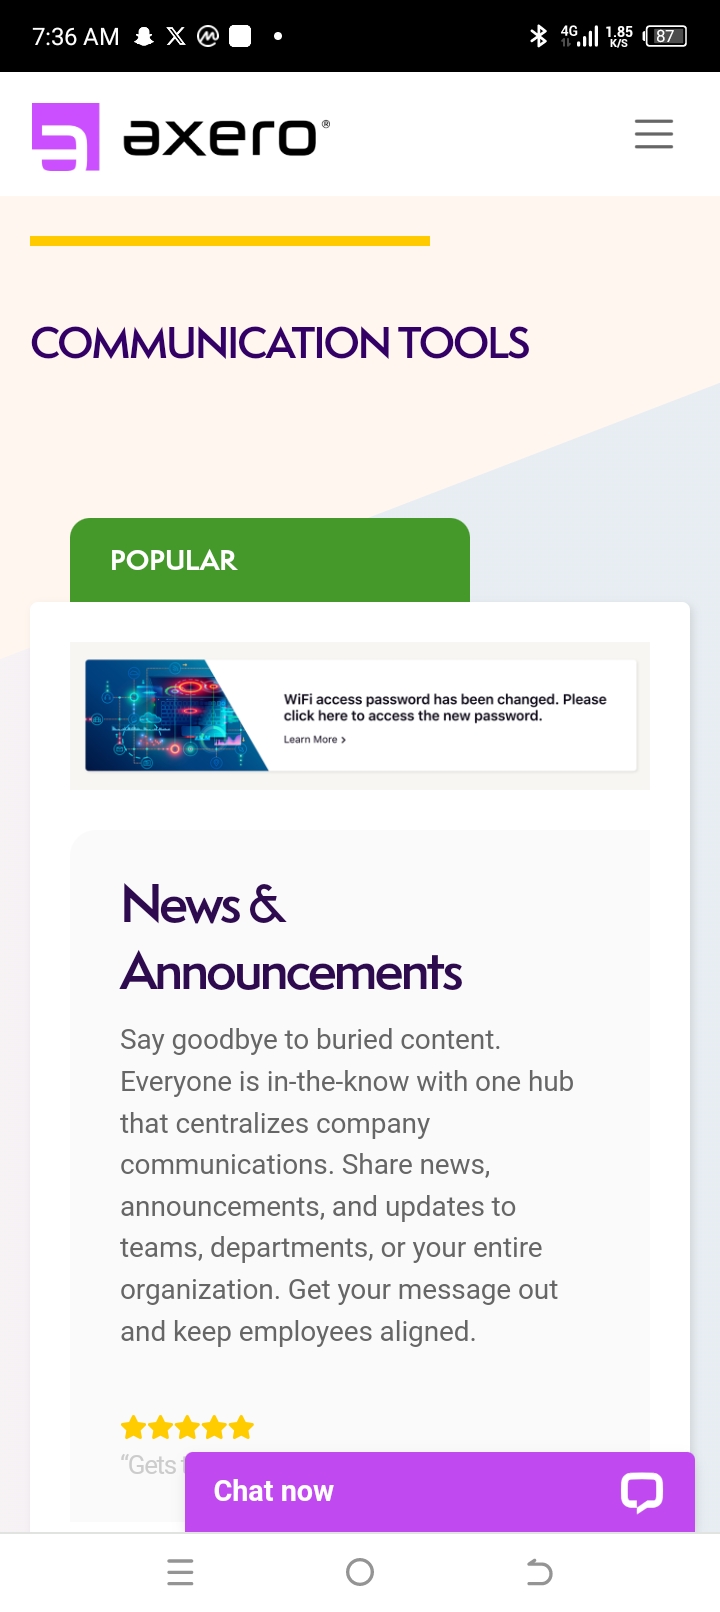 7:36 AM
4G
1.85
K/S
87
axero®
COMMUNICATION TOOLS
POPULAR
WiFi access password has been changed. Please
click here to access the new password.
Learn More >
News &
Announcements
Say goodbye to buried content.
Everyone is in-the-know with one hub
that centralizes company
communications. Share news,
announcements, and updates to
teams, departments, or your entire
organization. Get your message out
and keep employees aligned.
“Gets
Chat now